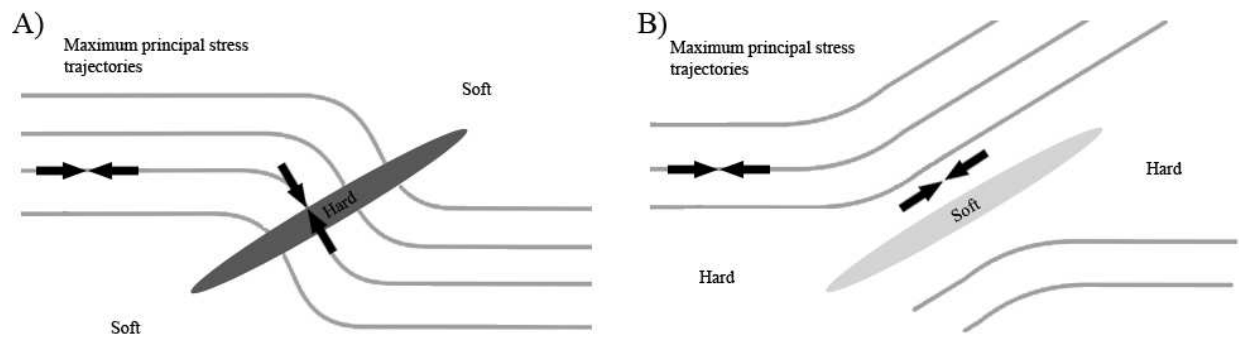 A)
Maximum principal stress
trajectories
Soft
Hard
Soft
B)
Maximum principal stress
trajectories
Hard
Soft
Hard